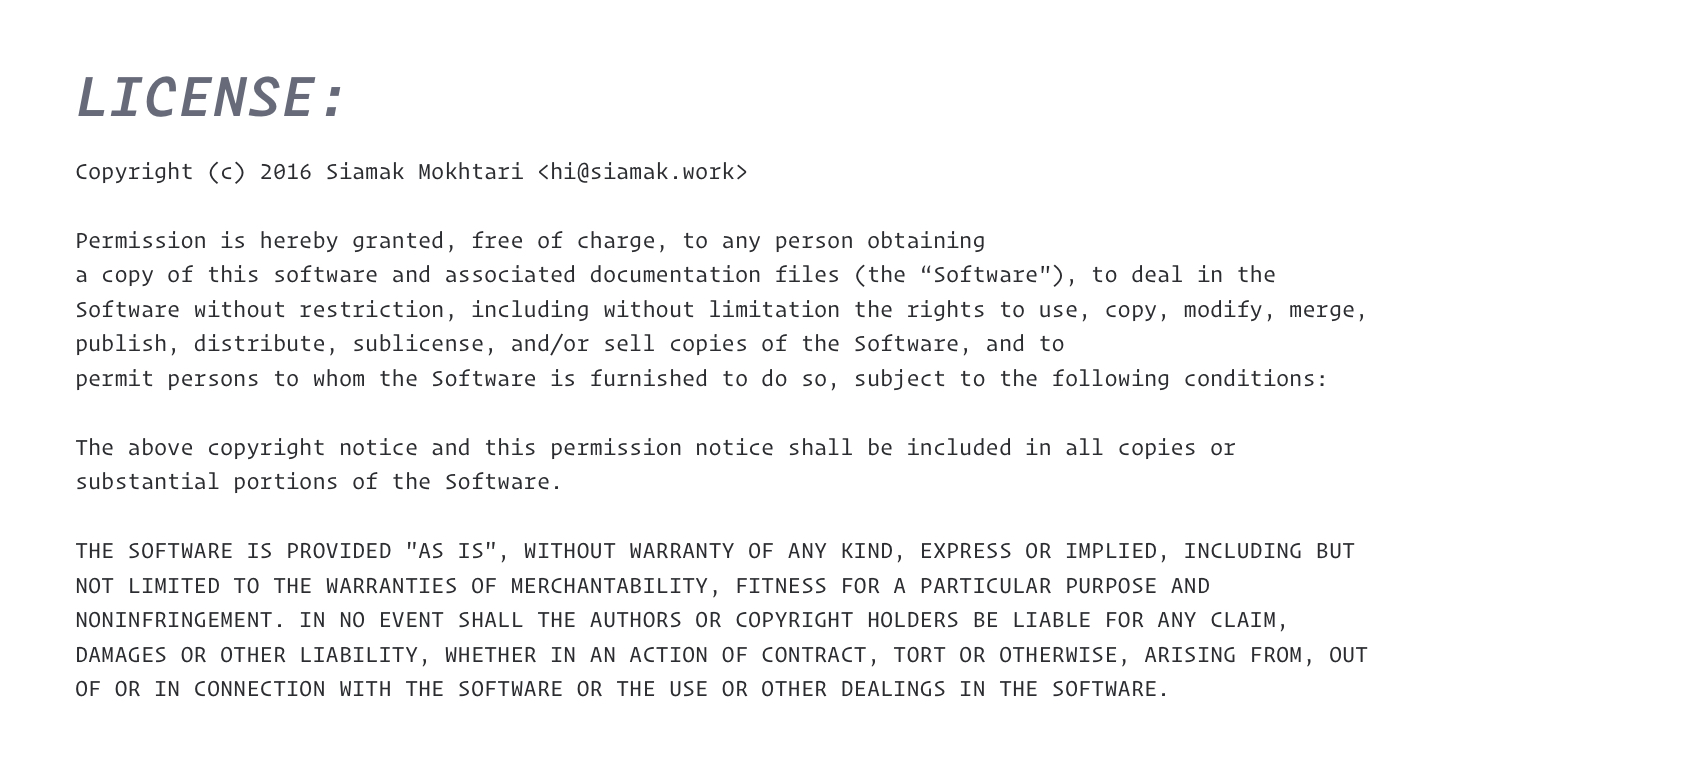 LICENSE:
Copyright (c) 2016 Siamak Mokhtari <hi@siamak.work>
Permission is hereby granted, free of charge, to any person obtaining
a copy of this software and associated documentation files (the “Software"), to deal in the
Software without restriction, including without limitation the rights to use, copy, modify, merge,
publish, distribute, sublicense, and/or sell copies of the Software, and to
permit persons to whom the Software is furnished to do so, subject to the following conditions:
The above copyright notice and this permission notice shall be included in all copies or
substantial portions of the Software.
THE SOFTWARE IS PROVIDED "AS IS", WITHOUT WARRANTY OF ANY KIND, EXPRESS OR IMPLIED, INCLUDING BUT
NOT LIMITED TO THE WARRANTIES OF MERCHANTABILITY, FITNESS FOR A PARTICULAR PURPOSE AND
NONINFRINGEMENT. IN NO EVENT SHALL THE AUTHORS OR COPYRIGHT HOLDERS BE LIABLE FOR ANY CLAIM,
DAMAGES OR OTHER LIABILITY, WHETHER IN AN ACTION OF CONTRACT, TORT OR OTHERWISE, ARISING FROM, OUT
OF OR IN CONNECTION WITH THE SOFTWARE OR THE USE OR OTHER DEALINGS IN THE SOFTWARE.